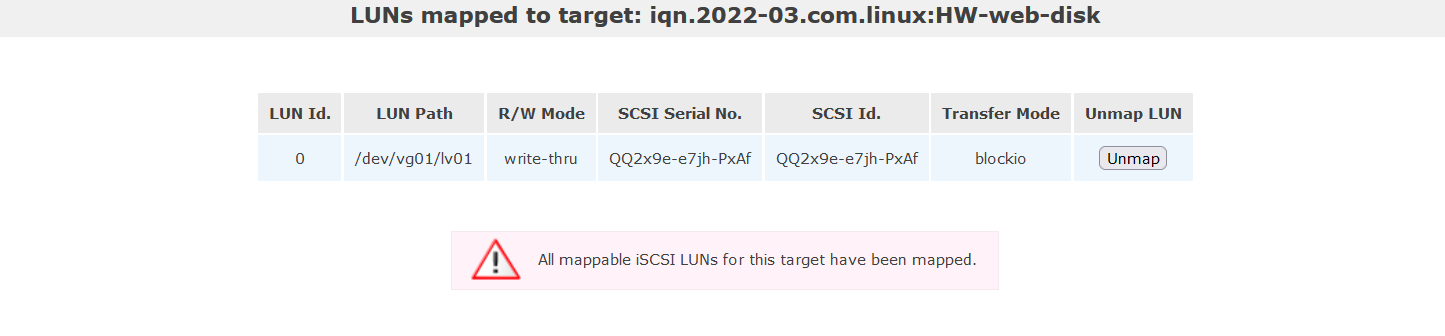 LUNs mapped to target: iqn.2022-03.com.linux:HW-web-disk
LUN Id. LUN Path R/W Mode SCSI Serial No. SCSI Id. Transfer Mode Unmap LUN
0 /dev/vg01/lv01 write-thru QQ2x9e-e7jh-PxAf QQ2x9e-e7jh-PxAf blockio Unmap
All mappable iSCSI LUNs for this target have been mapped.